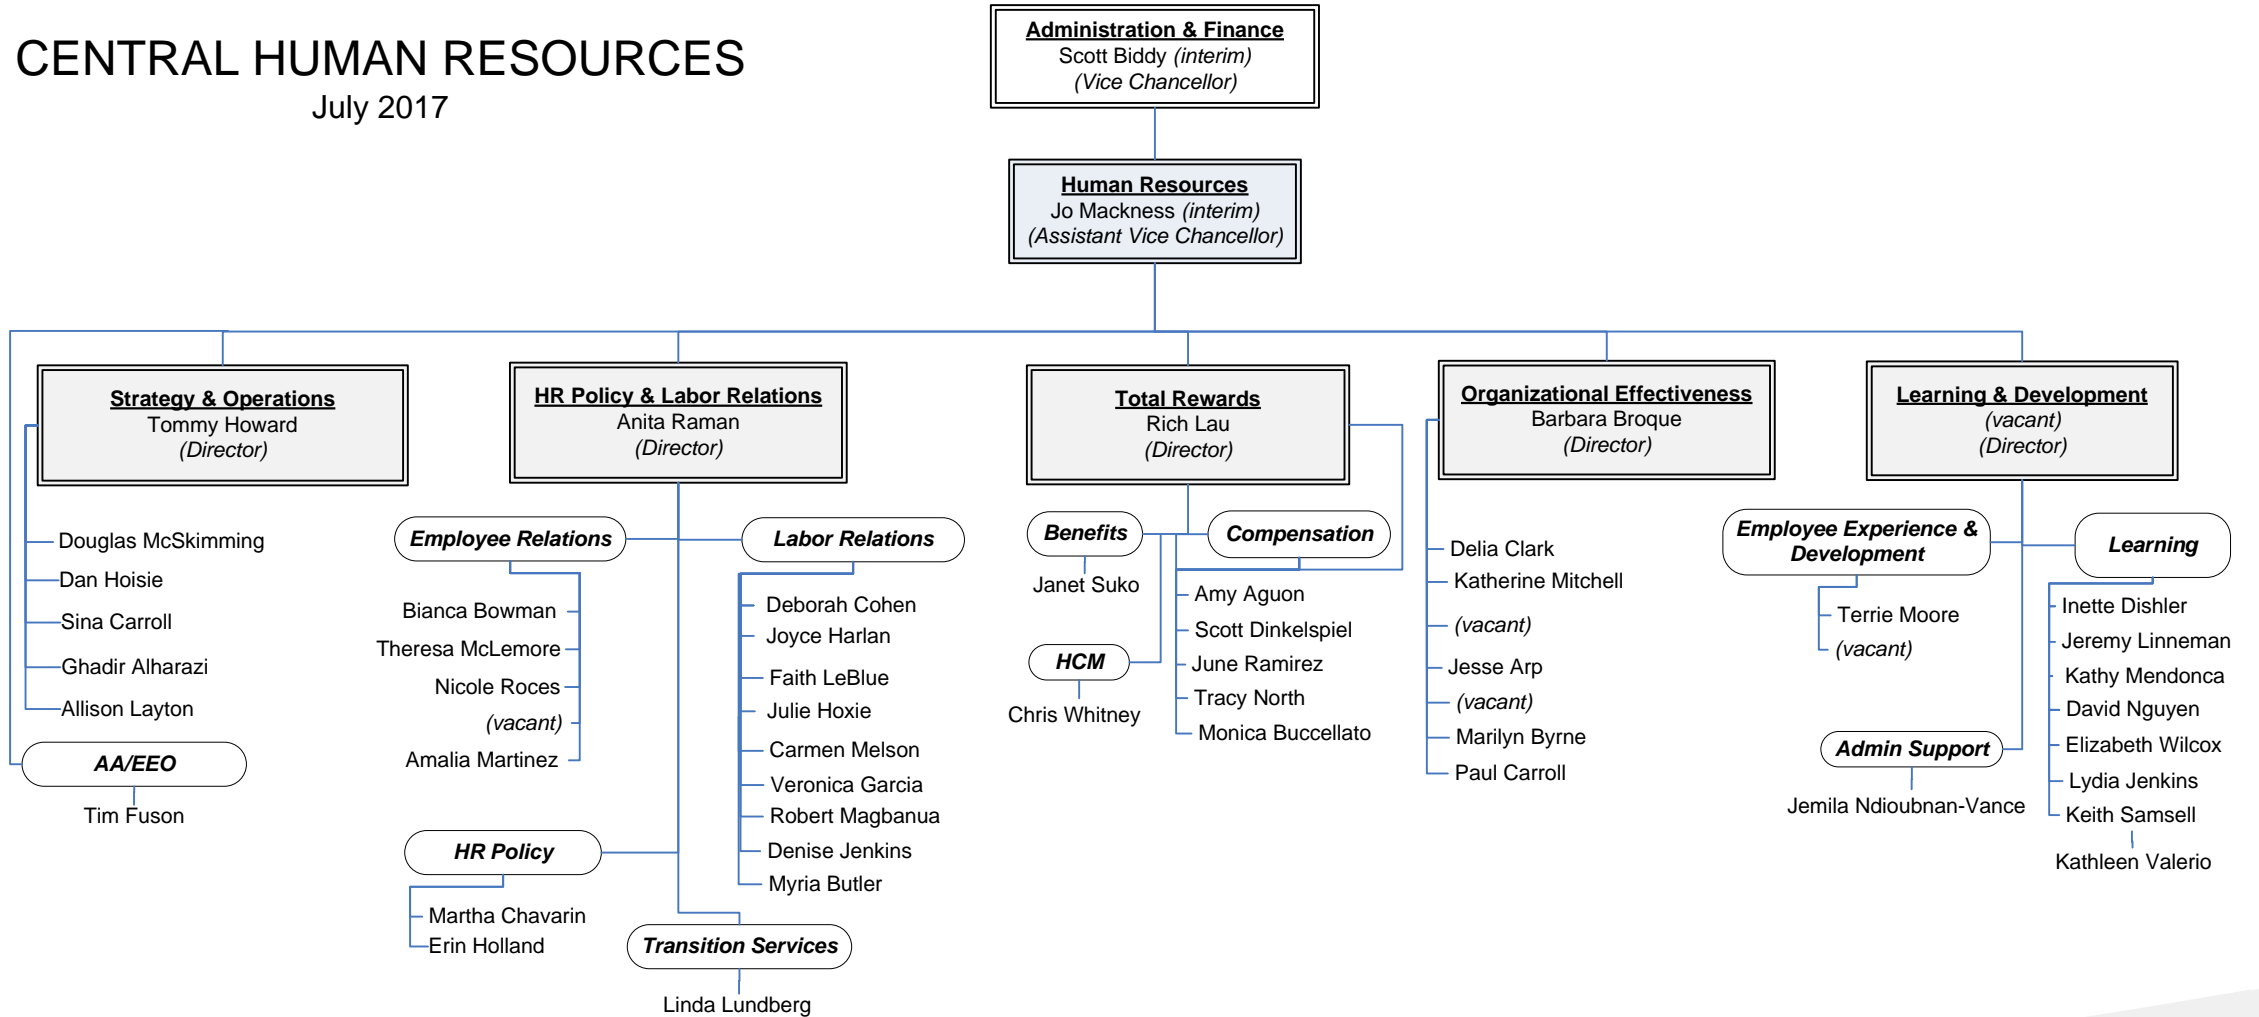 CENTRAL HUMAN RESOURCES
July 2017
Administration & Finance
Scott Biddy (interim)
(Vice Chancellor)
Human Resources
Jo Mackness (interim)
(Assistant Vice Chancellor)
Strategy & Operations
Tommy Howard
(Director)
Douglas McSkimming
Dan Hoisie
Sina Carroll
Ghadir Alharazi
Allison Layton
AA/EEO
Tim Fuson
HR Policy & Labor Relations
Anita Raman
(Director)
Employee Relations
Bianca Bowman
Theresa McLemore
Nicole Roces
(vacant)
Amalia Martinez
HR Policy
Martha Chavarin
Erin Holland
Labor Relations
Deborah Cohen
Joyce Harlan
Faith LeBlue
Julie Hoxie
Carmen Melson
Veronica Garcia
Robert Magbanua
Denise Jenkins
Myria Butler
Transition Services
Linda Lundberg
Total Rewards
Rich Lau
(Director)
Benefits
Janet Suko
HCM
Chris Whitney
Compensation
Amy Aguon
Scott Dinkelspiel
June Ramirez
Tracy North
Monica Buccellato
Organizational Effectiveness
Barbara Broque
(Director)
Delia Clark
Katherine Mitchell
(vacant)
Jesse Arp
(vacant)
Marilyn Byrne
Paul Carroll
Learning & Development
(vacant)
(Director)
Employee Experience &
Development
Terrie Moore
(vacant)
Admin Support
Jemila Ndioubnan-Vance
Learning
Inette Dishler
Jeremy Linneman
Kathy Mendonca
David Nguyen
Elizabeth Wilcox
Lydia Jenkins
Keith Samsell
Kathleen Valerio